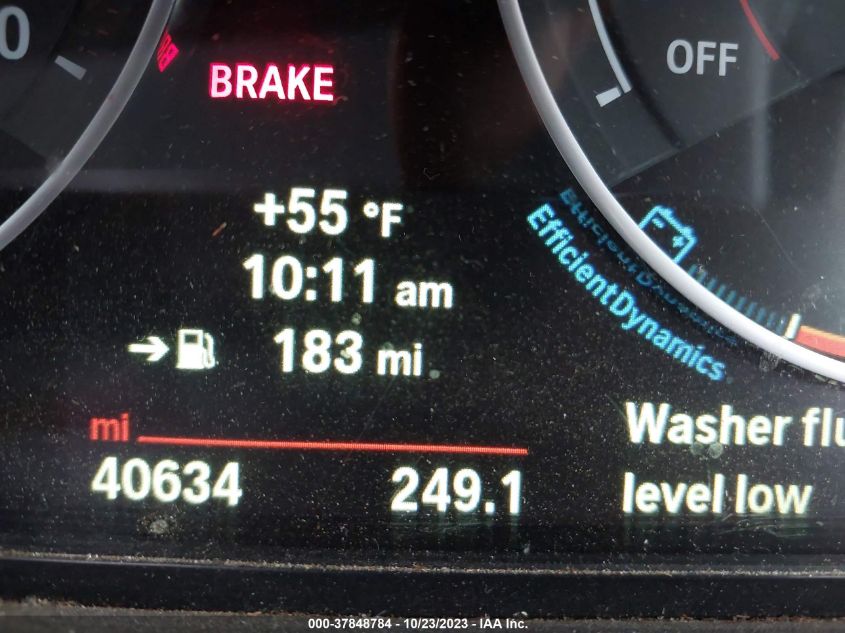 0
OFF
BRAKE
+55 °F
10:11 am
183 mi
EfficientDynamics
mi
40634 249.1
Washer flu
level low
000-37848784 - 10/23/2023 - IAA Inc.